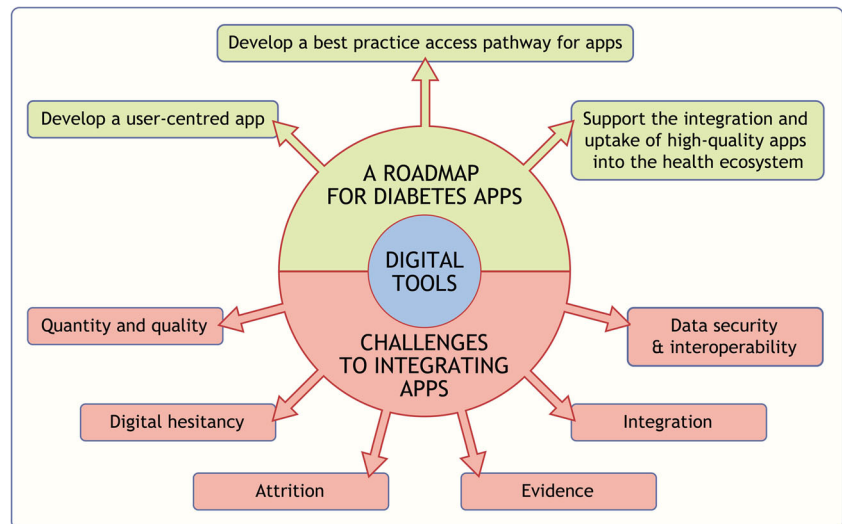 Develop a best practice access pathway for apps
Develop a user-centred app
Support the integration and
uptake of high-quality apps
into the health ecosystem
A ROADMAP
FOR DIABETES APPS
DIGITAL
TOOLS
CHALLENGES
TO INTEGRATING
APPS
Quantity and quality
Data security
& interoperability
Digital hesitancy
Integration
Attrition
Evidence